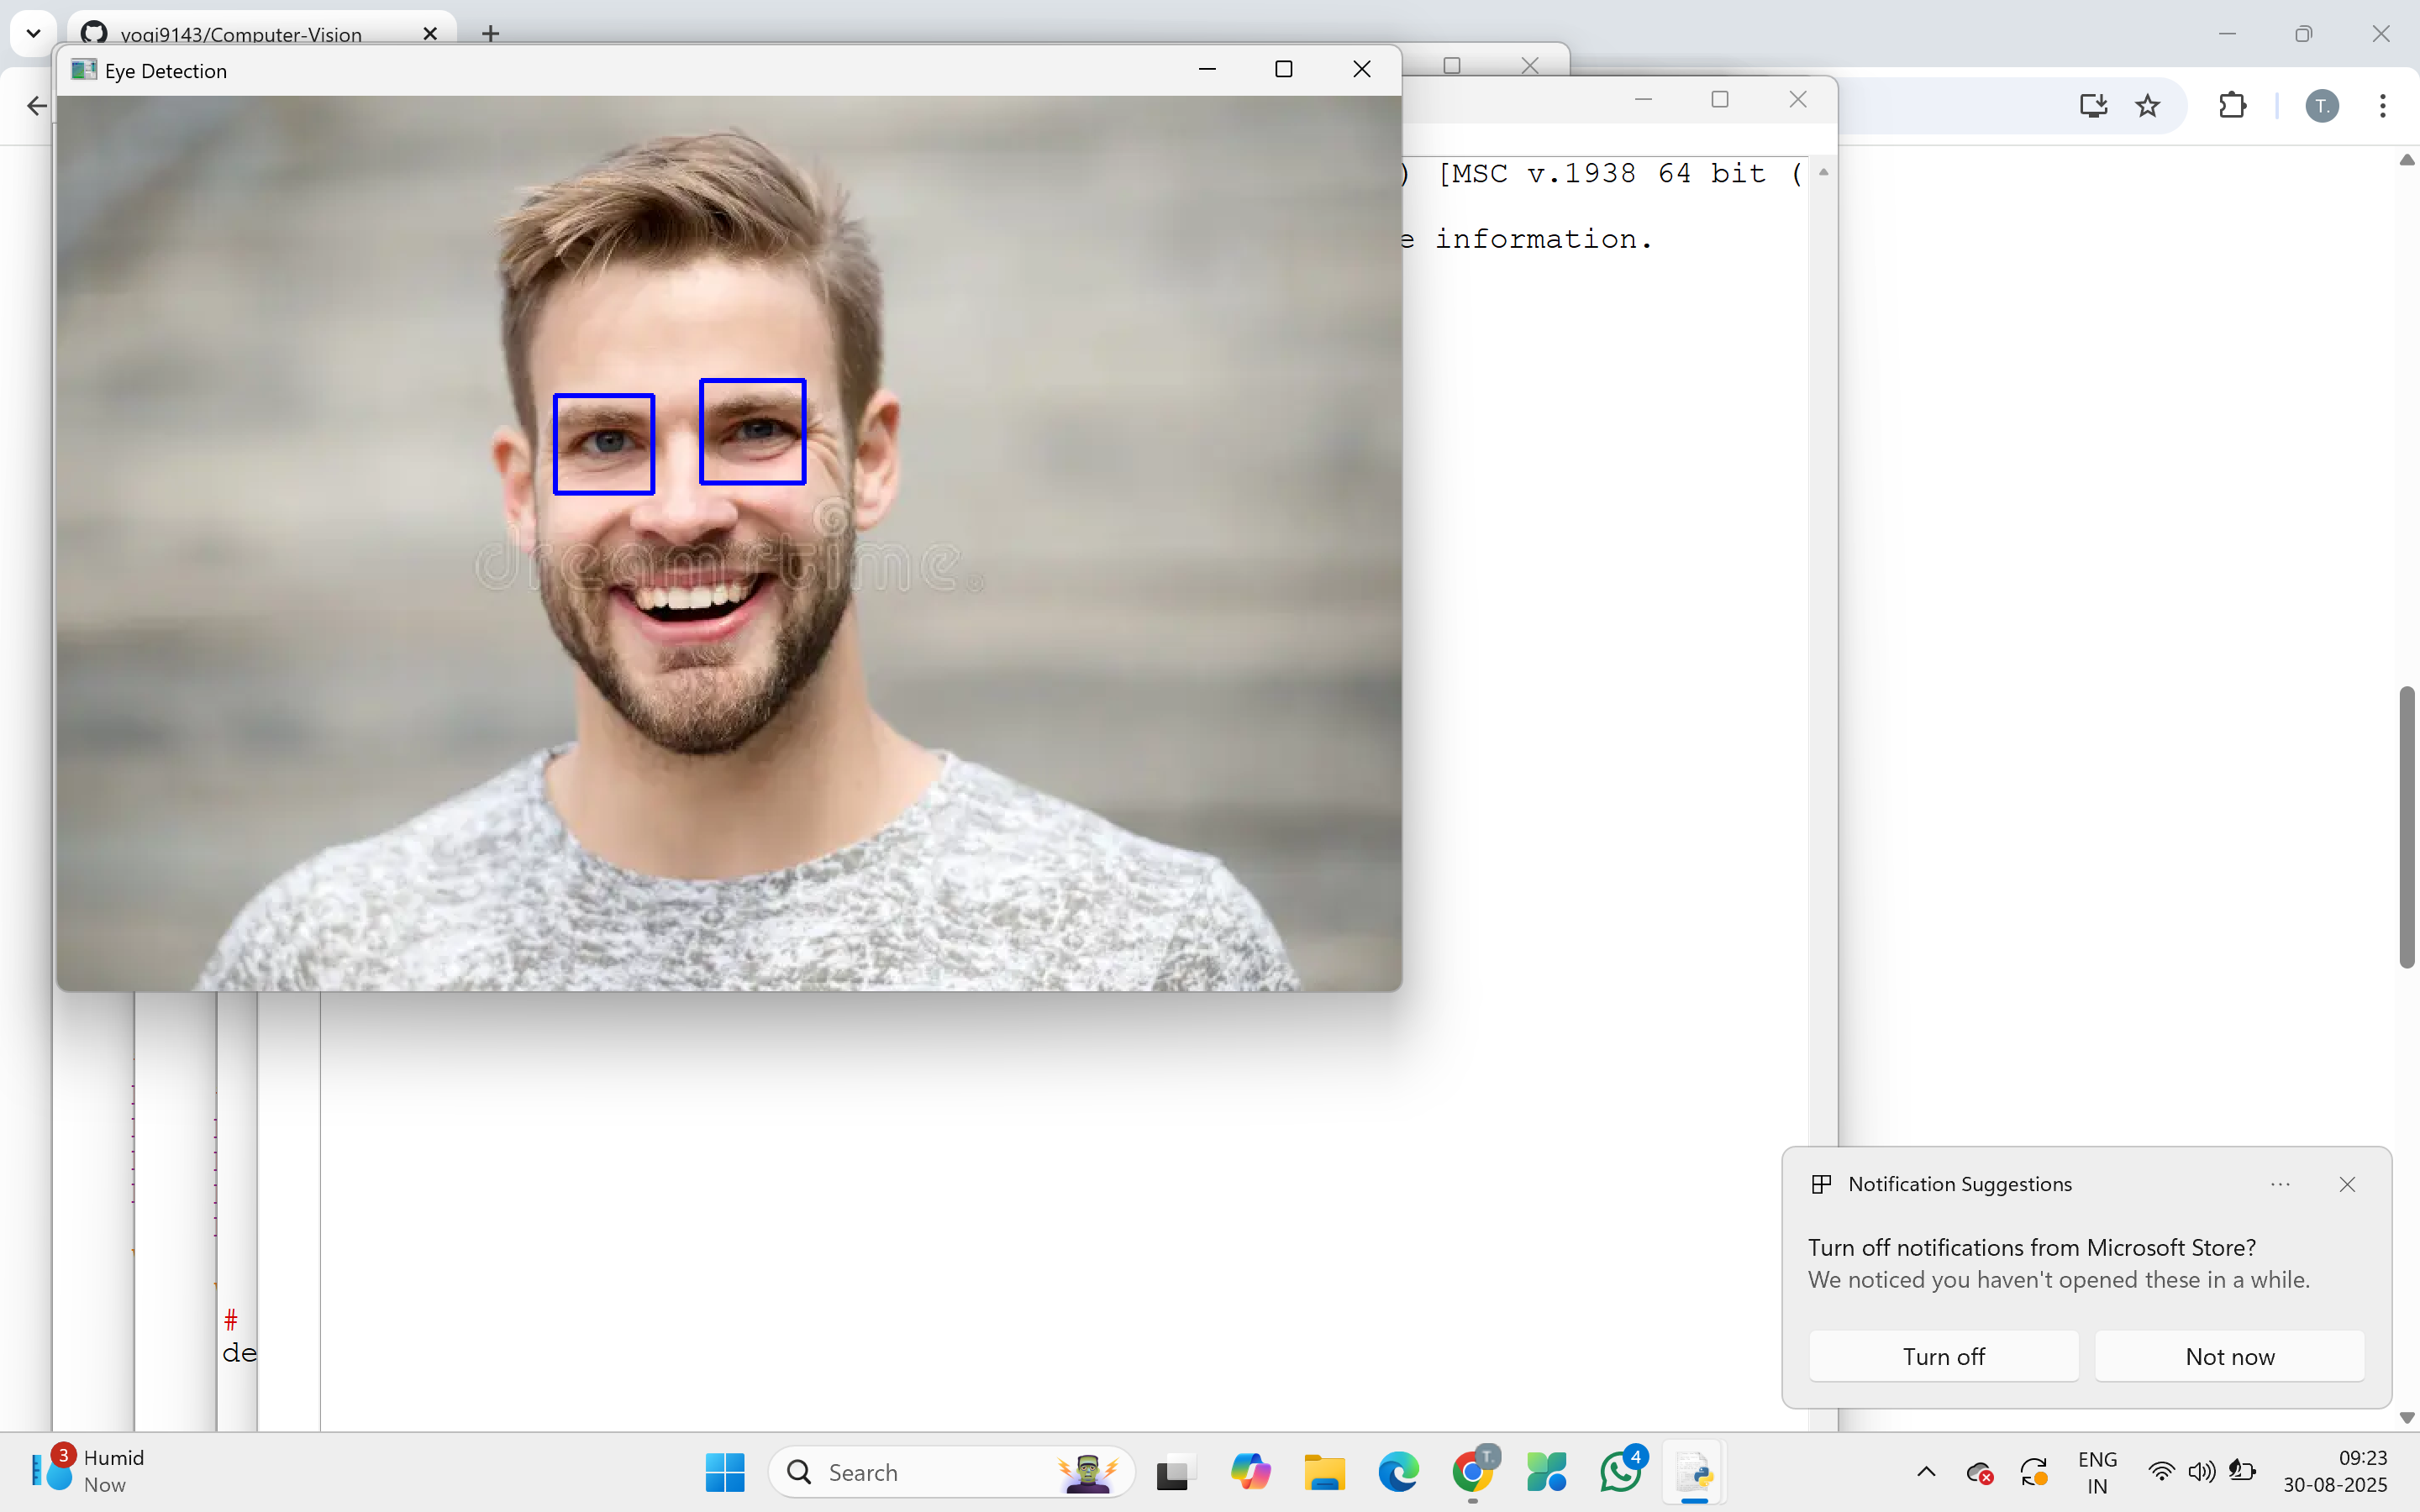 yogi9143/Computer-Vision
Eye Detection
T.
) [MSC v.1938 64 bit (
e information.
dreamstime.
#
de
Notification Suggestions
Turn off notifications from Microsoft Store?
We noticed you haven't opened these in a while.
Turn off
Not now
3
Humid
Now
Search
T.
4
ENG
IN
09:23
30-08-2025